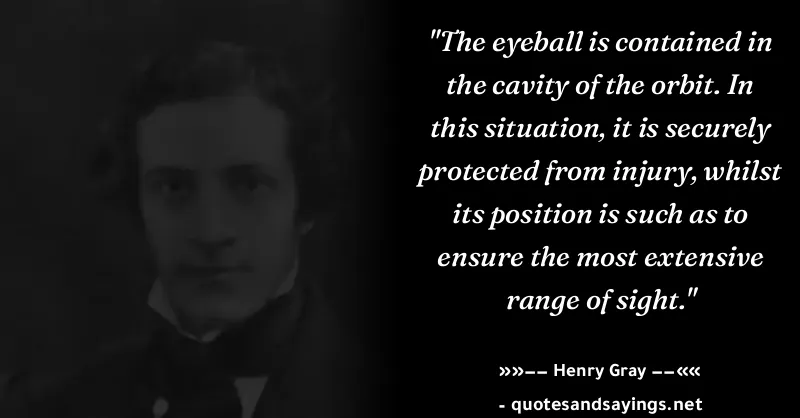 "The eyeball is contained in
the cavity of the orbit. In
this situation, it is securely
protected from injury, whilst
its position is such as to
ensure the most extensive
range of sight."
»»−− Henry Gray −−««
- quotesandsayings.net